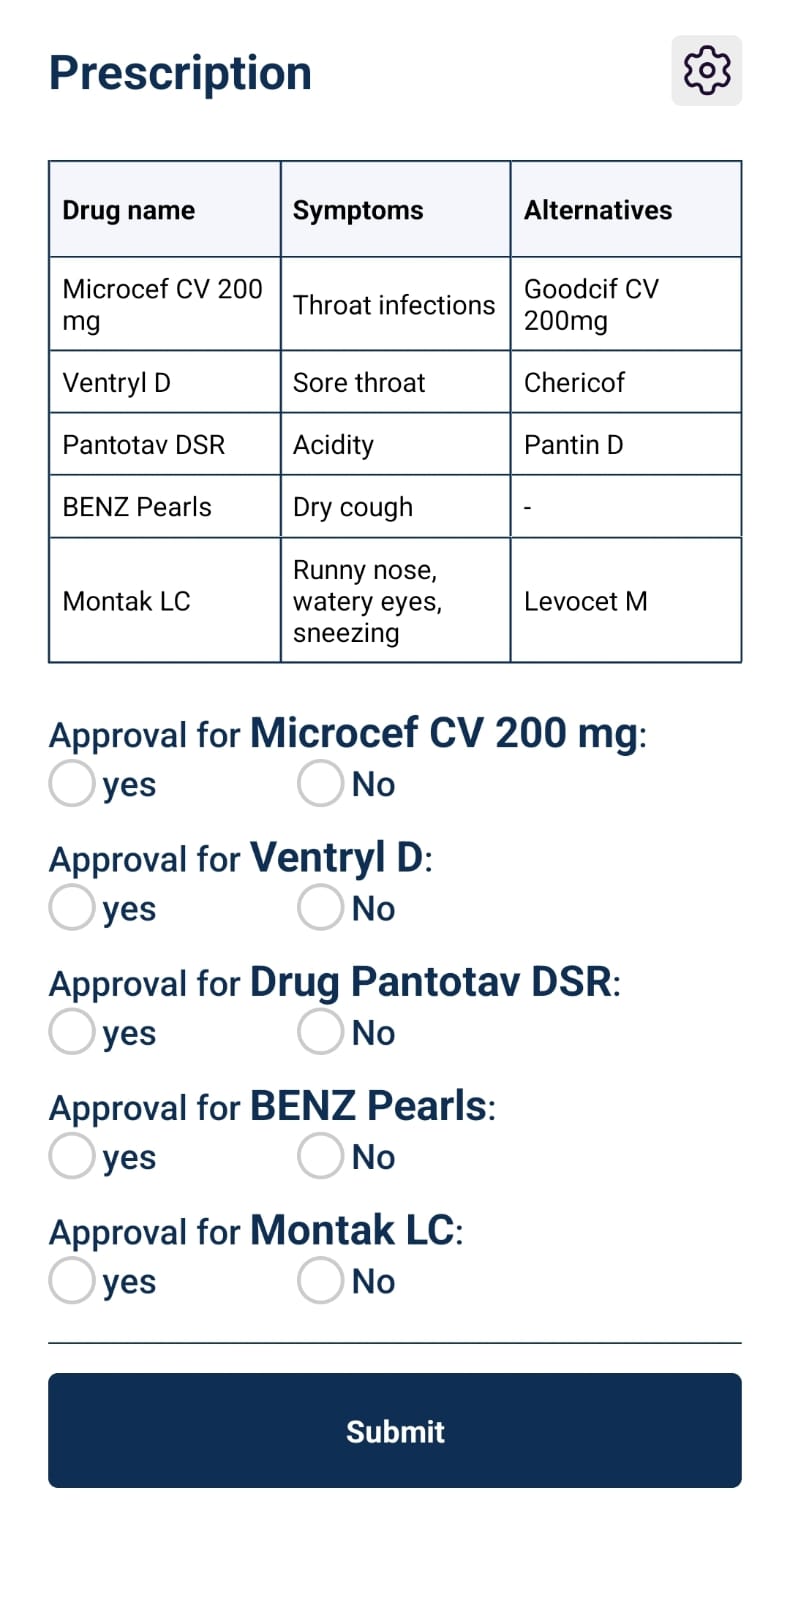 Prescription
Drug name Symptoms Alternatives
Microcef CV 200
mg
Throat infections
Goodcif CV
200mg
Ventryl D Sore throat Chericof
Pantotav DSR Acidity Pantin D
BENZ Pearls Dry cough -
Montak LC
Runny nose,
watery eyes,
sneezing
Levocet M
Approval for Microcef CV 200 mg:
yes No
Approval for Ventryl D:
yes No
Approval for Drug Pantotav DSR:
yes No
Approval for BENZ Pearls:
yes No
Approval for Montak LC:
yes No
Submit